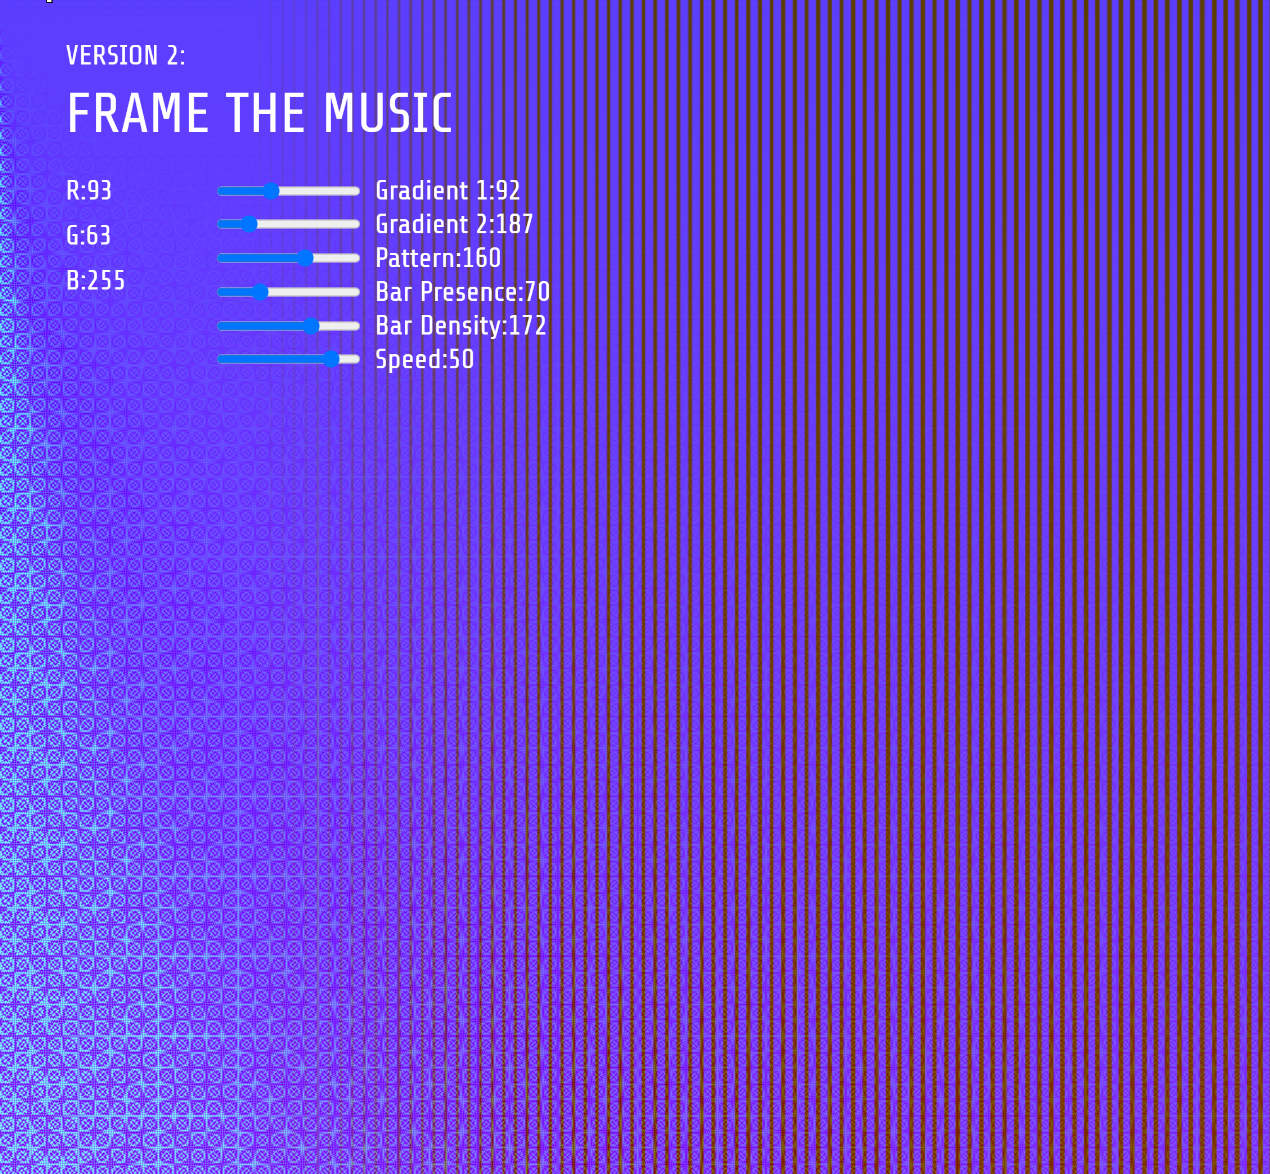 VERSION 2:
FRAME THE MUSIC
R:93
G:63
B:255
Gradient 1:92
Gradient 2:187
Pattern:160
Bar Presence:70
Bar Density:172
Speed:50